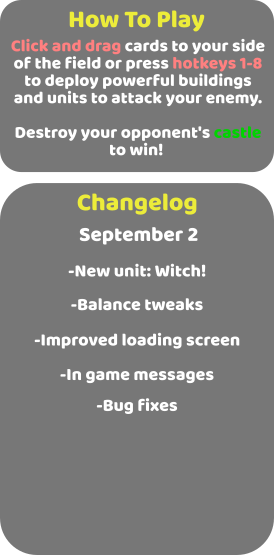 How To Play
Click and drag cards to your side
of the field or press hotkeys 1-8
to deploy powerful buildings
and units to attack your enemy.
Destroy your opponent's castle
to win!
Changelog
September 2
-New unit: Witch!
-Balance tweaks
-Improved loading screen
-In game messages
-Bug fixes